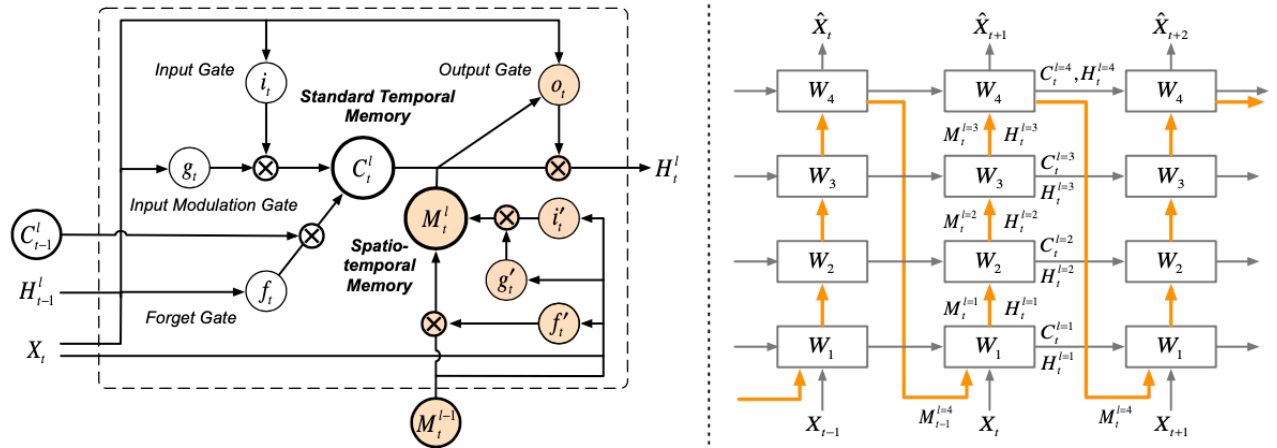 Input Gate
i_t
Output Gate
o_t
Standard Temporal
Memory
g_t
⊗
C_t^l
⊗
H_t^l
Input Modulation Gate
M_t^l
⊗
i_t′
C_{t-1}^l
⊗
Spatio-
temporal
Memory
g_t′
H_{t-1}^l
f_t
Forget Gate
⊗
f_t′
X_t
M_t^{l-1}
X̂_t
X̂_{t+1}
X̂_{t+2}
W_4
W_4
C_t^{l=4}, H_t^{l=4}
W_4
M_t^{l=3}
H_t^{l=3}
W_3
W_3
C_t^{l=3}
H_t^{l=3}
W_3
M_t^{l=2}
H_t^{l=2}
W_2
W_2
C_t^{l=2}
H_t^{l=2}
W_2
M_t^{l=1}
H_t^{l=1}
W_1
W_1
C_t^{l=1}
H_t^{l=1}
W_1
M_{t-1}^{l=4}
M_t^{l=4}
X_{t-1}
X_t
X_{t+1}